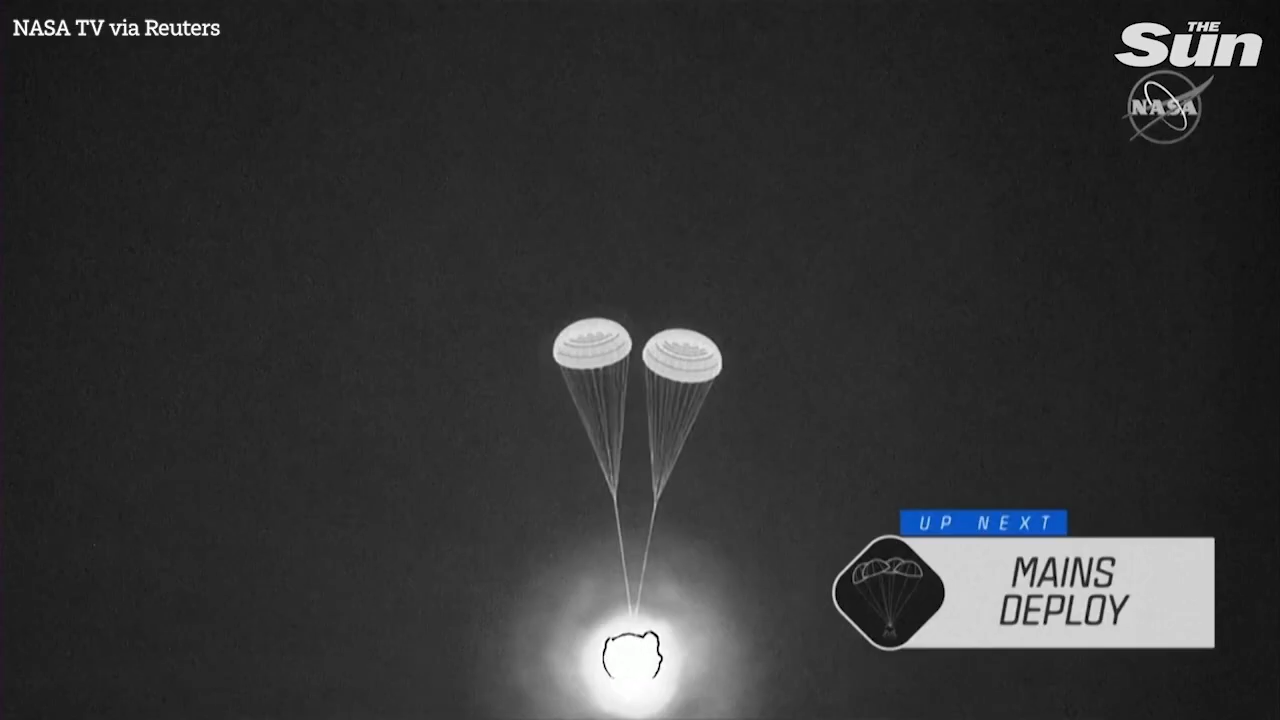 NASA TV via Reuters
THE
Sun
NASA
UP NEXT
MAINS
DEPLOY